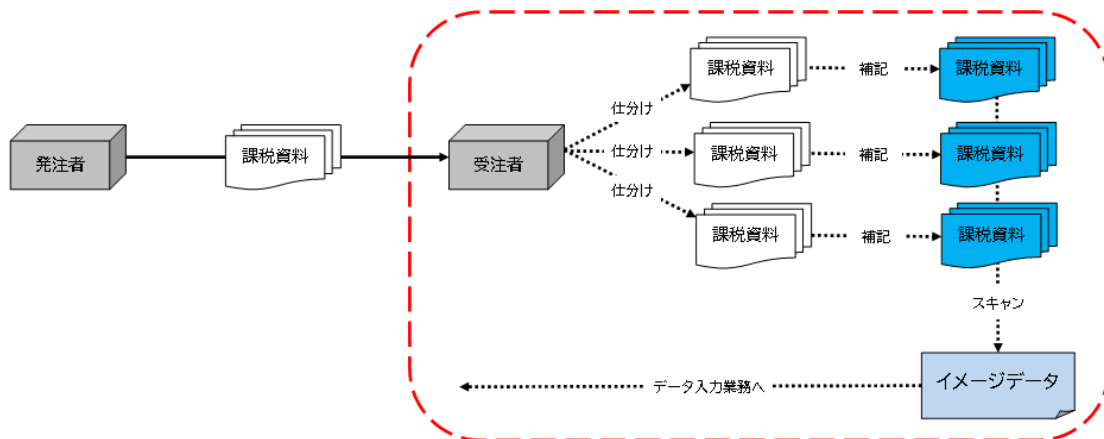 課税資料
補記
課税資料
仕分け
発注者
課税資料
受注者
仕分け
課税資料
補記
課税資料
仕分け
課税資料
補記
課税資料
スキャン
データ入力業務へ
イメージデータ